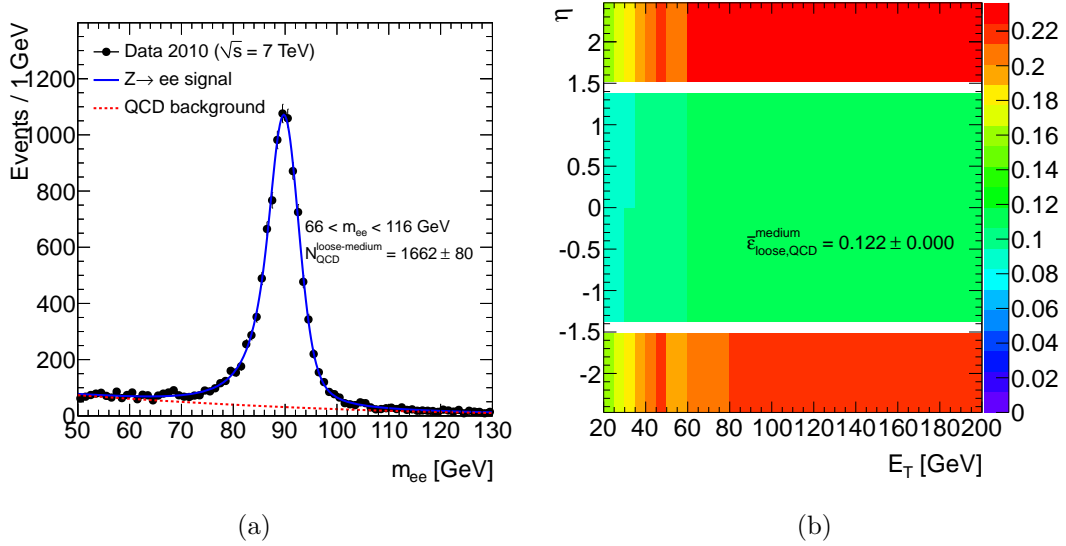 Events / 1 GeV
1200
1000
800
600
400
200
0
Data 2010 (√s = 7 TeV)
Z→ ee signal
QCD background
66 < m_ee < 116 GeV
N_QCD^loose-medium = 1662 ± 80
50 60 70 80 90 100 110 120 130
m_ee [GeV]
(a)
η
2
1.5
1
0.5
0
-0.5
-1
-1.5
-2
ε̄_loose,QCD^medium = 0.122 ± 0.000
20 40 60 80 100 120 140 160 180 200
E_T [GeV]
0.22
0.2
0.18
0.16
0.14
0.12
0.1
0.08
0.06
0.04
0.02
0
(b)